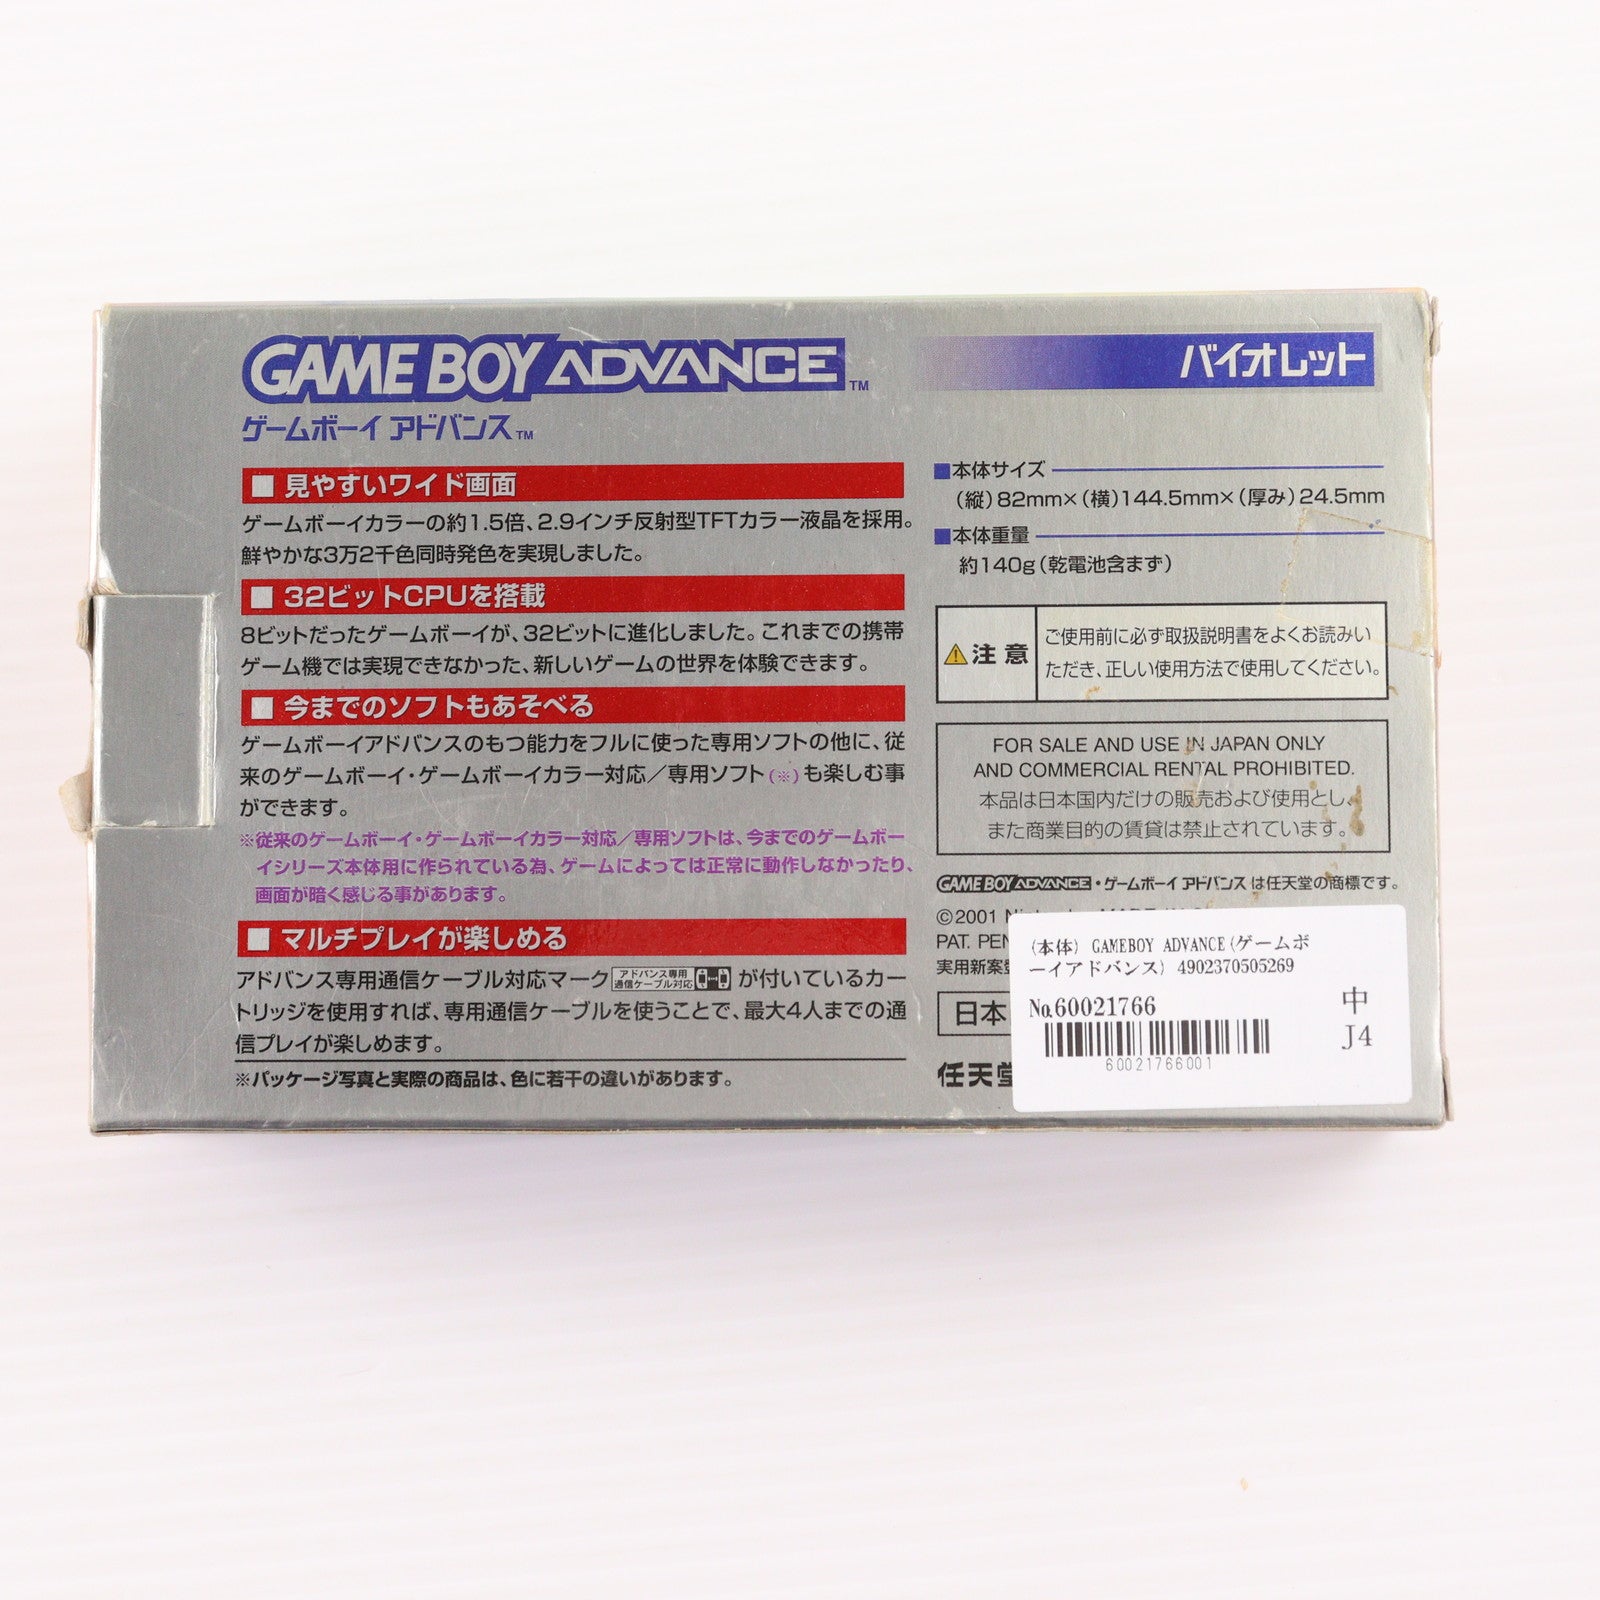 GAME BOY ADVANCE™
ゲームボーイ アドバンス™
バイオレット
■ 見やすいワイド画面
ゲームボーイカラーの約1.5倍、2.9インチ反射型TFTカラー液晶を採用。
鮮やかな3万2千色同時発色を実現しました。
■ 32ビットCPUを搭載
8ビットだったゲームボーイが、32ビットに進化しました。これまでの携帯
ゲーム機では実現できなかった、新しいゲームの世界を体験できます。
■ 今までのソフトもあそべる
ゲームボーイアドバンスのもつ能力をフルに使った専用ソフトの他に、従
来のゲームボーイ・ゲームボーイカラー対応／専用ソフト(※)も楽しむ事
ができます。
※従来のゲームボーイ・ゲームボーイカラー対応／専用ソフトは、今までのゲームボー
イシリーズ本体用に作られている為、ゲームによっては正常に動作しなかったり、
画面が暗く感じる事があります。
■ マルチプレイが楽しめる
アドバンス専用通信ケーブル対応マーク アドバンス専用 通信ケーブル対応 が付いているカー
トリッジを使用すれば、専用通信ケーブルを使うことで、最大4人までの通
信プレイが楽しめます。
※パッケージ写真と実際の商品は、色に若干の違いがあります。
■本体サイズ
(縦)82mm×(横)144.5mm×(厚み)24.5mm
■本体重量
約140g(乾電池含まず)
注意
ご使用前に必ず取扱説明書をよくお読みい
ただき、正しい使用方法で使用してください。
FOR SALE AND USE IN JAPAN ONLY
AND COMMERCIAL RENTAL PROHIBITED.
本品は日本国内だけの販売および使用とし、
また商業目的の賃貸は禁止されています。
GAME BOY ADVANCE・ゲームボーイ アドバンスは任天堂の商標です。
©2001
PAT. PEN
実用新案
日本
任天堂
(本体) GAMEBOY ADVANCE(ゲームボ
ーイアドバンス) 4902370505269
No.60021766
中
J4
60021766001